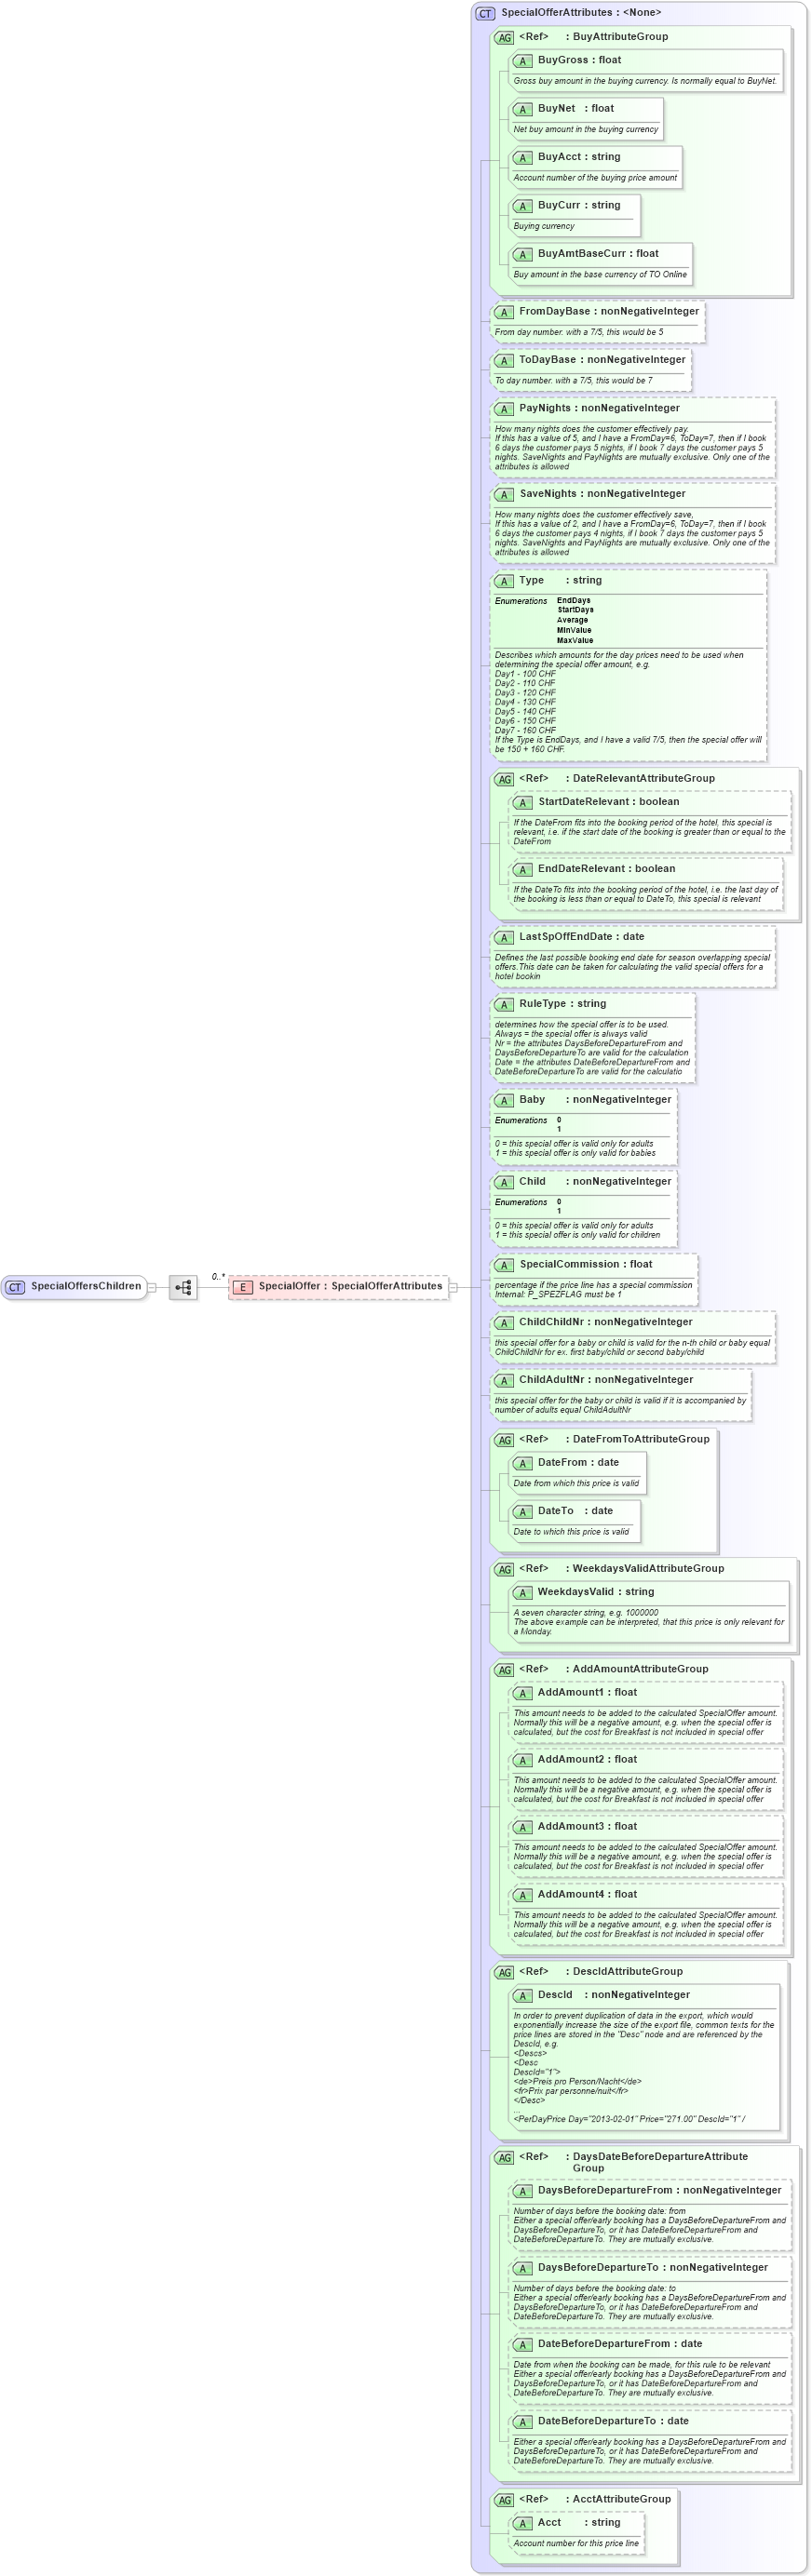 CT SpecialOfferAttributes : <None>
AG <Ref> : BuyAttributeGroup
A BuyGross : float
Gross buy amount in the buying currency. Is normally equal to BuyNet.
A BuyNet : float
Net buy amount in the buying currency
A BuyAcct : string
Account number of the buying price amount
A BuyCurr : string
Buying currency
A BuyAmtBaseCurr : float
Buy amount in the base currency of TO Online
A FromDayBase : nonNegativeInteger
From day number. with a 7/5, this would be 5
A ToDayBase : nonNegativeInteger
To day number. with a 7/5, this would be 7
A PayNights : nonNegativeInteger
How many nights does the customer effectively pay.
If this has a value of 5, and I have a FromDay=6, ToDay=7, then if I book
6 days the customer pays 5 nights, if I book 7 days the customer pays 5
nights. SaveNights and PayNights are mutually exclusive. Only one of the
attributes is allowed
A SaveNights : nonNegativeInteger
How many nights does the customer effectively save,
If this has a value of 2, and I have a FromDay=6, ToDay=7, then if I book
6 days the customer pays 4 nights, if I book 7 days the customer pays 5
nights. SaveNights and PayNights are mutually exclusive. Only one of the
attributes is allowed
A Type : string
Enumerations EndDays
StartDays
Average
MinValue
MaxValue
Describes which amounts for the day prices need to be used when
determining the special offer amount, e.g.
Day1 - 100 CHF
Day2 - 110 CHF
Day3 - 120 CHF
Day4 - 130 CHF
Day5 - 140 CHF
Day6 - 150 CHF
Day7 - 160 CHF
If the Type is EndDays, and I have a valid 7/5, then the special offer will
be 150 + 160 CHF.
AG <Ref> : DateRelevantAttributeGroup
A StartDateRelevant : boolean
If the DateFrom fits into the booking period of the hotel, this special is
relevant, i.e. if the start date of the booking is greater than or equal to the
DateFrom
A EndDateRelevant : boolean
If the DateTo fits into the booking period of the hotel, i.e. the last day of
the booking is less than or equal to DateTo, this special is relevant
A LastSpOffEndDate : date
Defines the last possible booking end date for season overlapping special
offers.This date can be taken for calculating the valid special offers for a
hotel bookin
A RuleType : string
determines how the special offer is to be used.
Always = the special offer is always valid
Nr = the attributes DaysBeforeDepartureFrom and
DaysBeforeDepartureTo are valid for the calculation
Date = the attributes DateBeforeDepartureFrom and
DateBeforeDepartureTo are valid for the calculatio
A Baby : nonNegativeInteger
Enumerations 0
1
0 = this special offer is valid only for adults
1 = this special offer is only valid for babies
A Child : nonNegativeInteger
Enumerations 0
1
0 = this special offer is valid only for adults
1 = this special offer is only valid for children
CT SpecialOffersChildren
0..*
E SpecialOffer : SpecialOfferAttributes
A SpecialCommission : float
percentage if the price line has a special commission
Internal: P_SPEZFLAG must be 1
A ChildChildNr : nonNegativeInteger
this special offer for a baby or child is valid for the n-th child or baby equal
ChildChildNr for ex. first baby/child or second baby/child
A ChildAdultNr : nonNegativeInteger
this special offer for the baby or child is valid if it is accompanied by
number of adults equal ChildAdultNr
AG <Ref> : DateFromToAttributeGroup
A DateFrom : date
Date from which this price is valid
A DateTo : date
Date to which this price is valid
AG <Ref> : WeekdaysValidAttributeGroup
A WeekdaysValid : string
A seven character string, e.g. 1000000
The above example can be interpreted, that this price is only relevant for
a Monday.
AG <Ref> : AddAmountAttributeGroup
A AddAmount1 : float
This amount needs to be added to the calculated SpecialOffer amount.
Normally this will be a negative amount, e.g. when the special offer is
calculated, but the cost for Breakfast is not included in special offer
A AddAmount2 : float
This amount needs to be added to the calculated SpecialOffer amount.
Normally this will be a negative amount, e.g. when the special offer is
calculated, but the cost for Breakfast is not included in special offer
A AddAmount3 : float
This amount needs to be added to the calculated SpecialOffer amount.
Normally this will be a negative amount, e.g. when the special offer is
calculated, but the cost for Breakfast is not included in special offer
A AddAmount4 : float
This amount needs to be added to the calculated SpecialOffer amount.
Normally this will be a negative amount, e.g. when the special offer is
calculated, but the cost for Breakfast is not included in special offer
AG <Ref> : DescIdAttributeGroup
A DescId : nonNegativeInteger
In order to prevent duplication of data in the export, which would
exponentially increase the size of the export file, common texts for the
price lines are stored in the "Desc" node and are referenced by the
DescId, e.g.
<Descs>
<Desc
DescId="1">
<de>Preis pro Person/Nacht</de>
<fr>Prix par personne/nuit</fr>
</Desc>
...
<PerDayPrice Day="2013-02-01" Price="271.00" DescId="1" /
AG <Ref> : DaysDateBeforeDepartureAttribute
Group
A DaysBeforeDepartureFrom : nonNegativeInteger
Number of days before the booking date: from
Either a special offer/early booking has a DaysBeforeDepartureFrom and
DaysBeforeDepartureTo, or it has DateBeforeDepartureFrom and
DateBeforeDepartureTo. They are mutually exclusive.
A DaysBeforeDepartureTo : nonNegativeInteger
Number of days before the booking date: to
Either a special offer/early booking has a DaysBeforeDepartureFrom and
DaysBeforeDepartureTo, or it has DateBeforeDepartureFrom and
DateBeforeDepartureTo. They are mutually exclusive.
A DateBeforeDepartureFrom : date
Date from when the booking can be made, for this rule to be relevant
Either a special offer/early booking has a DaysBeforeDepartureFrom and
DaysBeforeDepartureTo, or it has DateBeforeDepartureFrom and
DateBeforeDepartureTo. They are mutually exclusive.
A DateBeforeDepartureTo : date
Either a special offer/early booking has a DaysBeforeDepartureFrom and
DaysBeforeDepartureTo, or it has DateBeforeDepartureFrom and
DateBeforeDepartureTo. They are mutually exclusive.
AG <Ref> : AcctAttributeGroup
A Acct : string
Account number for this price line